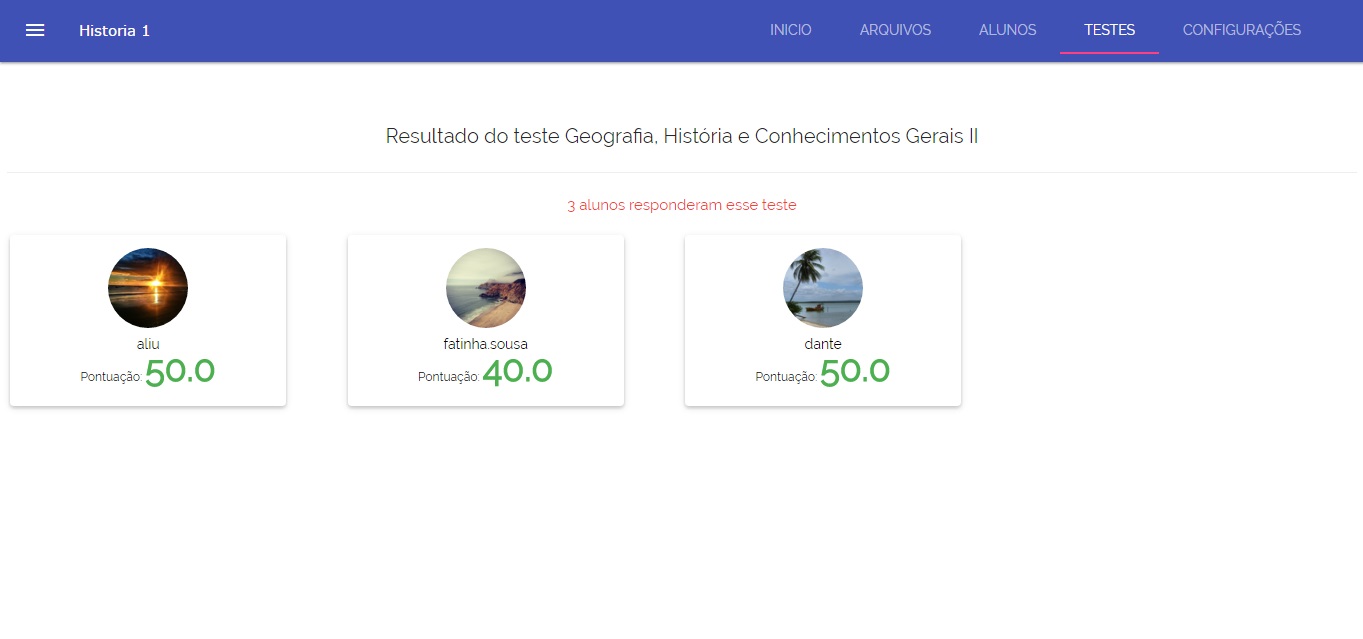 Historia 1 INICIO ARQUIVOS ALUNOS TESTES CONFIGURAÇÕES
Resultado do teste Geografia, História e Conhecimentos Gerais II
3 alunos responderam esse teste
aliu
Pontuação: 50.0
fatinha.sousa
Pontuação: 40.0
dante
Pontuação: 50.0